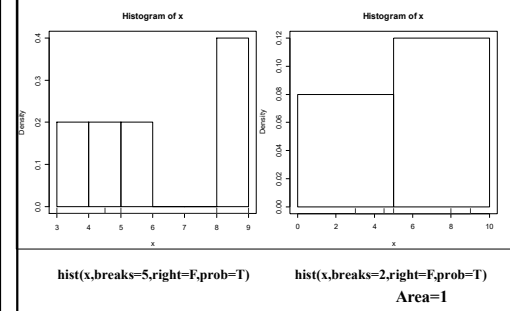 Histogram of x
Density
0.0 0.1 0.2 0.3 0.4
3 4 5 6 7 8 9
x
Histogram of x
Density
0.00 0.02 0.04 0.06 0.08 0.10 0.12
0 2 4 6 8 10
x
hist(x,breaks=5,right=F,prob=T)
hist(x,breaks=2,right=F,prob=T)
Area=1